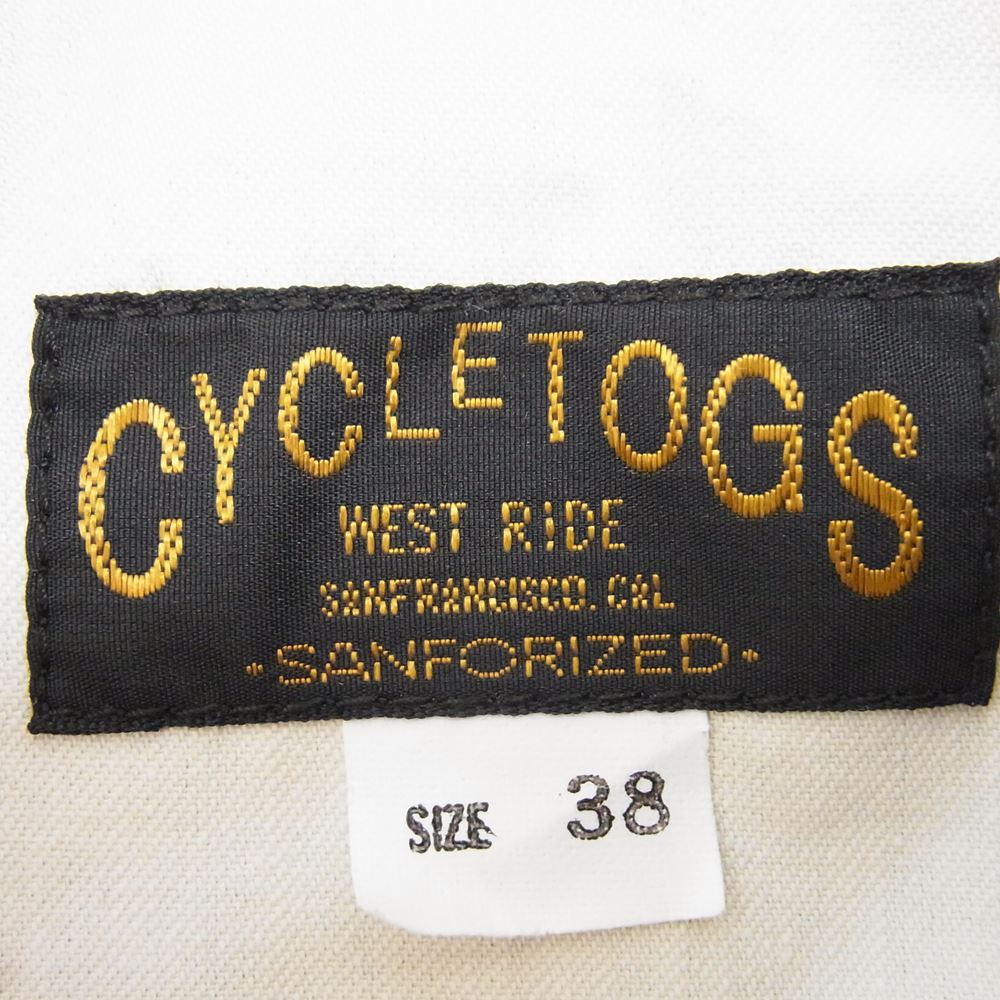 CYCLETOGS
WEST RIDE
SANFRANCISCO. CAL
·SANFORIZED·
SIZE 38